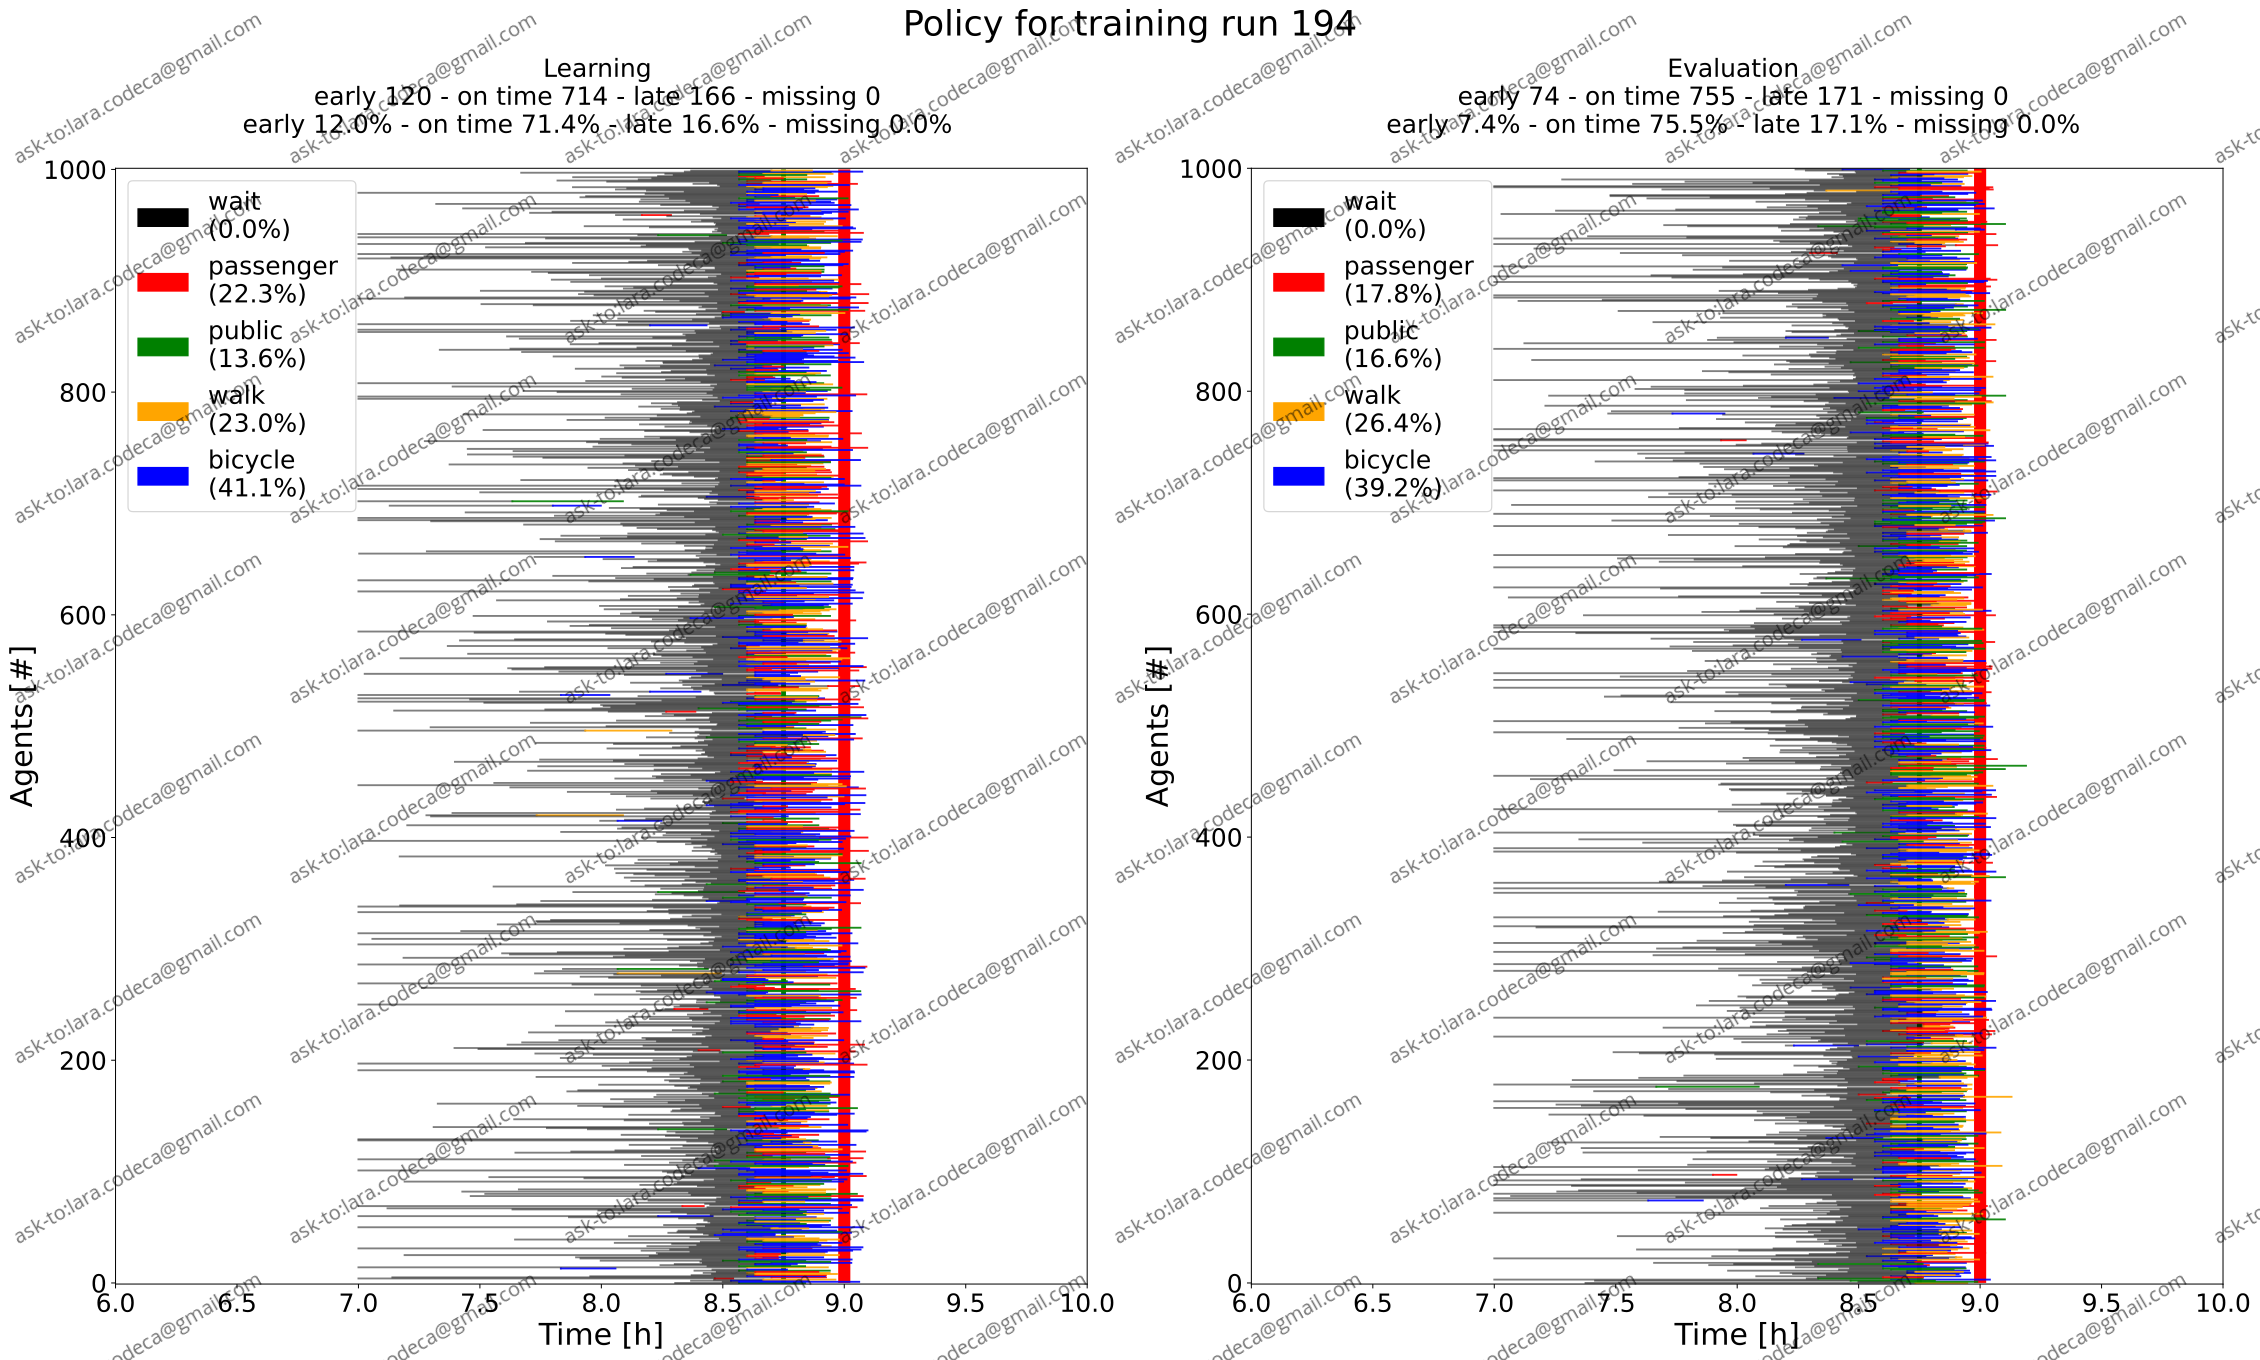 Policy for training run 194
Learning
early 120 - on time 714 - late 166 - missing 0
early 12.0% - on time 71.4% - late 16.6% - missing 0.0%
wait
(0.0%)
passenger
(22.3%)
public
(13.6%)
walk
(23.0%)
bicycle
(41.1%)
1000
800
600
400
200
0
Agents [#]
6.0 6.5 7.0 7.5 8.0 8.5 9.0 9.5 10.0
Time [h]
Evaluation
early 74 - on time 755 - late 171 - missing 0
early 7.4% - on time 75.5% - late 17.1% - missing 0.0%
wait
(0.0%)
passenger
(17.8%)
public
(16.6%)
walk
(26.4%)
bicycle
(39.2%)
1000
800
600
400
200
0
Agents [#]
6.0 6.5 7.0 7.5 8.0 8.5 9.0 9.5 10.0
Time [h]
ask-to:lara.codeca@gmail.com